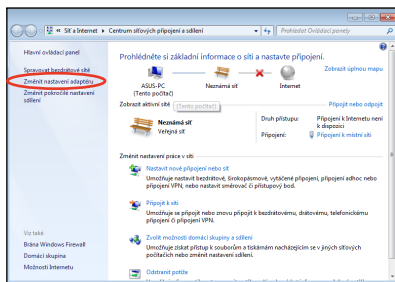 « Síť a Internet ▸ Centrum síťových připojení a sdílení
Prohledat Ovládací panely
Hlavní ovládací panel
Spravovat bezdrátové sítě
Změnit nastavení adaptéru
Změnit pokročilé nastavení
sdílení
Prohlédněte si základní informace o síti a nastavte připojení.
Zobrazit úplnou mapu
ASUS-PC
(Tento počítač)
Neznámá síť
Internet
Zobrazit aktivní sítě
(Tento počítač)
Připojit nebo odpojit
Neznámá síť
Veřejná síť
Druh přístupu:
Připojení k Internetu není
k dispozici
Připojení:
Připojení k místní síti
Změnit nastavení práce v síti
Nastavit nové připojení nebo síť
Umožňuje nastavit bezdrátové, širokopásmové, vytáčené připojení, připojení adhoc nebo
připojení VPN, nebo nastavit směrovač či přístupový bod.
Připojit k síti
Umožňuje se připojit nebo znovu připojit k bezdrátovému, drátovému, telefonickému
připojení či připojení VPN.
Zvolit možnosti domácí skupiny a sdílení
Umožňuje získat přístup k souborům a tiskárnám nacházejícím se v jiných síťových
počítačích nebo změnit nastavení sdílení.
Odstranit potíže
Viz také
Brána Windows Firewall
Domácí skupina
Možnosti Internetu